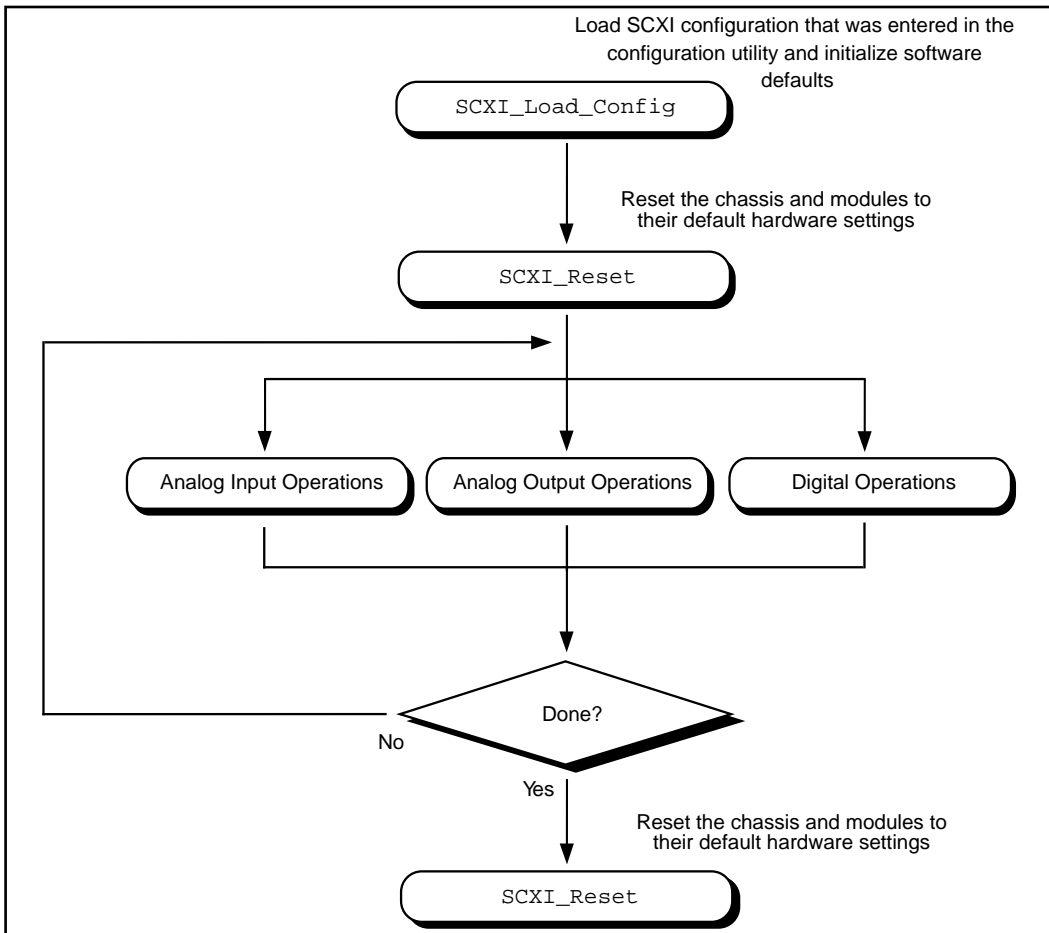 Load SCXI configuration that was entered in the
configuration utility and initialize software
defaults
SCXI_Load_Config
Reset the chassis and modules to
their default hardware settings
SCXI_Reset
Analog Input Operations
Analog Output Operations
Digital Operations
Done?
No
Yes
Reset the chassis and modules to
their default hardware settings
SCXI_Reset